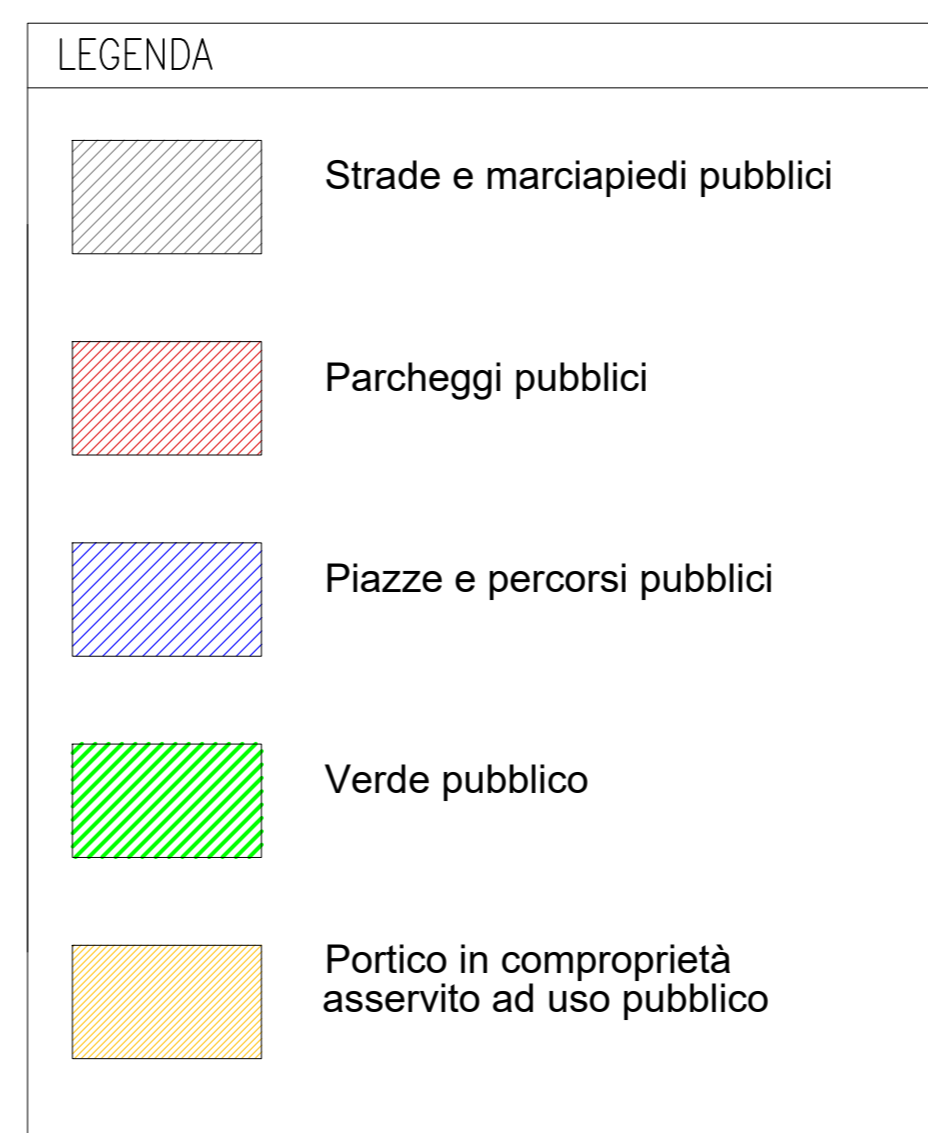 LEGENDA
Strade e marciapiedi pubblici
Parcheggi pubblici
Piazze e percorsi pubblici
Verde pubblico
Portico in comproprietà
asservito ad uso pubblico